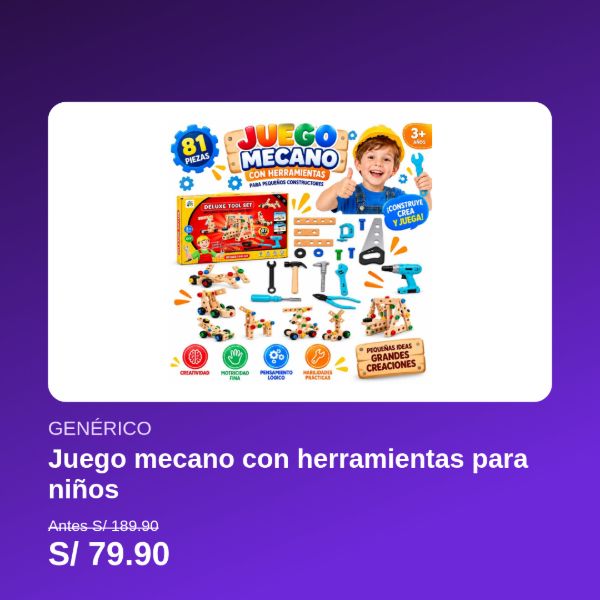 81
PIEZAS
JUEGO
MECANO
CON HERRAMIENTAS
PARA PEQUEÑOS CONSTRUCTORES
3+
AÑOS
¡CONSTRUYE
CREA
Y JUEGA!
DELUXE TOOL SET
PEQUEÑAS IDEAS
GRANDES
CREACIONES
CREATIVIDAD
MOTRICIDAD
FINA
PENSAMIENTO
LÓGICO
HABILIDADES
PRÁCTICAS
GENÉRICO
Juego mecano con herramientas para
niños
Antes S/ 189.90
S/ 79.90